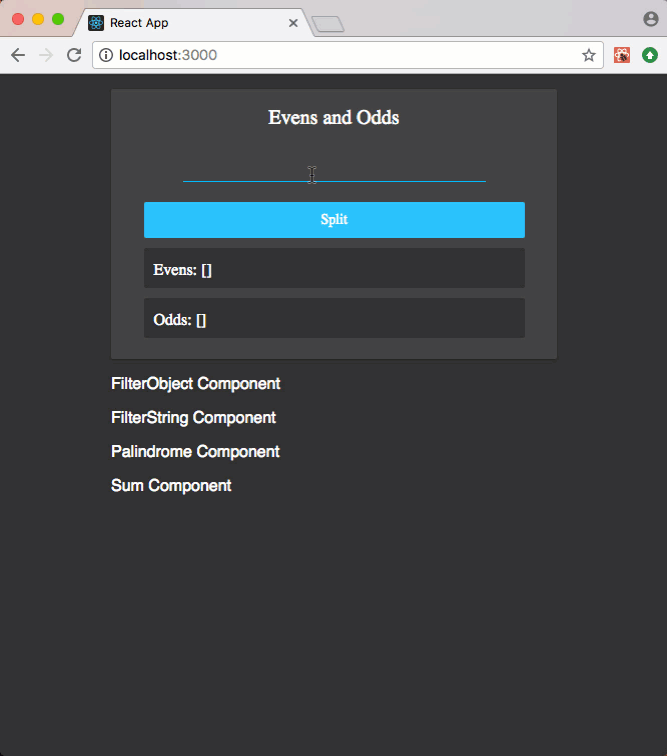 React App
localhost:3000
Evens and Odds
Split
Evens: []
Odds: []
FilterObject Component
FilterString Component
Palindrome Component
Sum Component